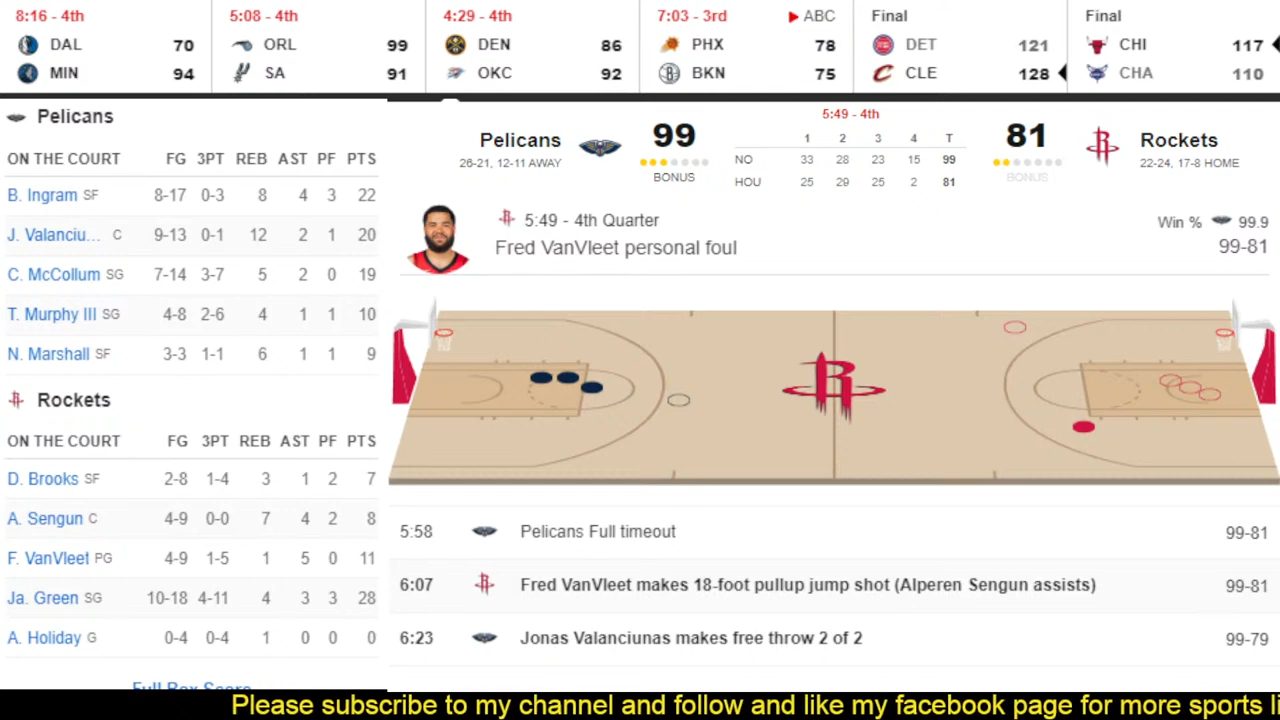 8:16 - 4th
DAL 70
MIN 94
5:08 - 4th
ORL 99
SA 91
4:29 - 4th
DEN 86
OKC 92
7:03 - 3rd ABC
PHX 78
BKN 75
Final
DET 121
CLE 128
Final
CHI 117
CHA 110
Pelicans
ON THE COURT FG 3PT REB AST PF PTS
B. Ingram SF 8-17 0-3 8 4 3 22
J. Valanciu... C 9-13 0-1 12 2 1 20
C. McCollum SG 7-14 3-7 5 2 0 19
T. Murphy III SG 4-8 2-6 4 1 1 10
N. Marshall SF 3-3 1-1 6 1 1 9
Rockets
ON THE COURT FG 3PT REB AST PF PTS
D. Brooks SF 2-8 1-4 3 1 2 7
A. Sengun C 4-9 0-0 7 4 2 8
F. VanVleet PG 4-9 1-5 1 5 0 11
Ja. Green SG 10-18 4-11 4 3 3 28
A. Holiday G 0-4 0-4 1 0 0 0
Full Box Score
Pelicans 99
26-21, 12-11 AWAY
BONUS
5:49 - 4th
1 2 3 4 T
NO 33 28 23 15 99
HOU 25 29 25 2 81
81 Rockets
22-24, 17-8 HOME
BONUS
5:49 - 4th Quarter
Fred VanVleet personal foul
Win % 99.9
99-81
5:58 Pelicans Full timeout 99-81
6:07 Fred VanVleet makes 18-foot pullup jump shot (Alperen Sengun assists) 99-81
6:23 Jonas Valanciunas makes free throw 2 of 2 99-79
Please subscribe to my channel and follow and like my facebook page for more sports li